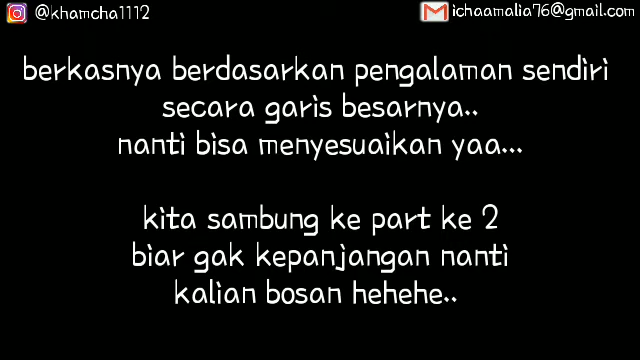 @khamcha1112
ichaamalia76@gmail.com
berkasnya berdasarkan pengalaman sendiri
secara garis besarnya..
nanti bisa menyesuaikan yaa...
kita sambung ke part ke 2
biar gak kepanjangan nanti
kalian bosan hehehe..